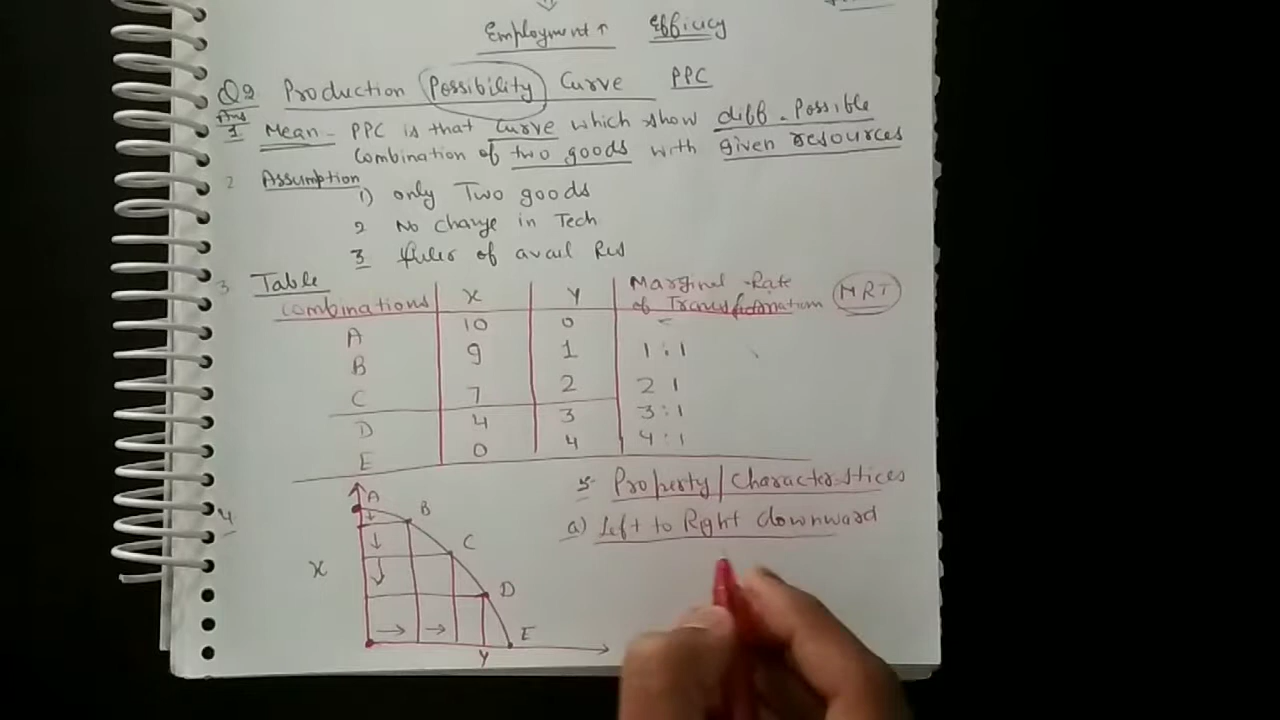 Employment ↑ Efficacy
Q2 Production Possibility Curve PPC
Ans
1 Mean - PPC is that curve which show diff. possible
combination of two goods with given resources
2 Assumption
1) only Two goods
2 No change in Tech
3 of avail Res
3 Table
Combinations X Y Marginal Rate of Transformation MRT
A 10 0 -
B 9 1 1:1
C 7 2 2 1
D 4 3 3:1
E 0 4 4:1
5- Property/Characteristices
a) Left to Right downward
4
A
B
C
D
E
X
Y